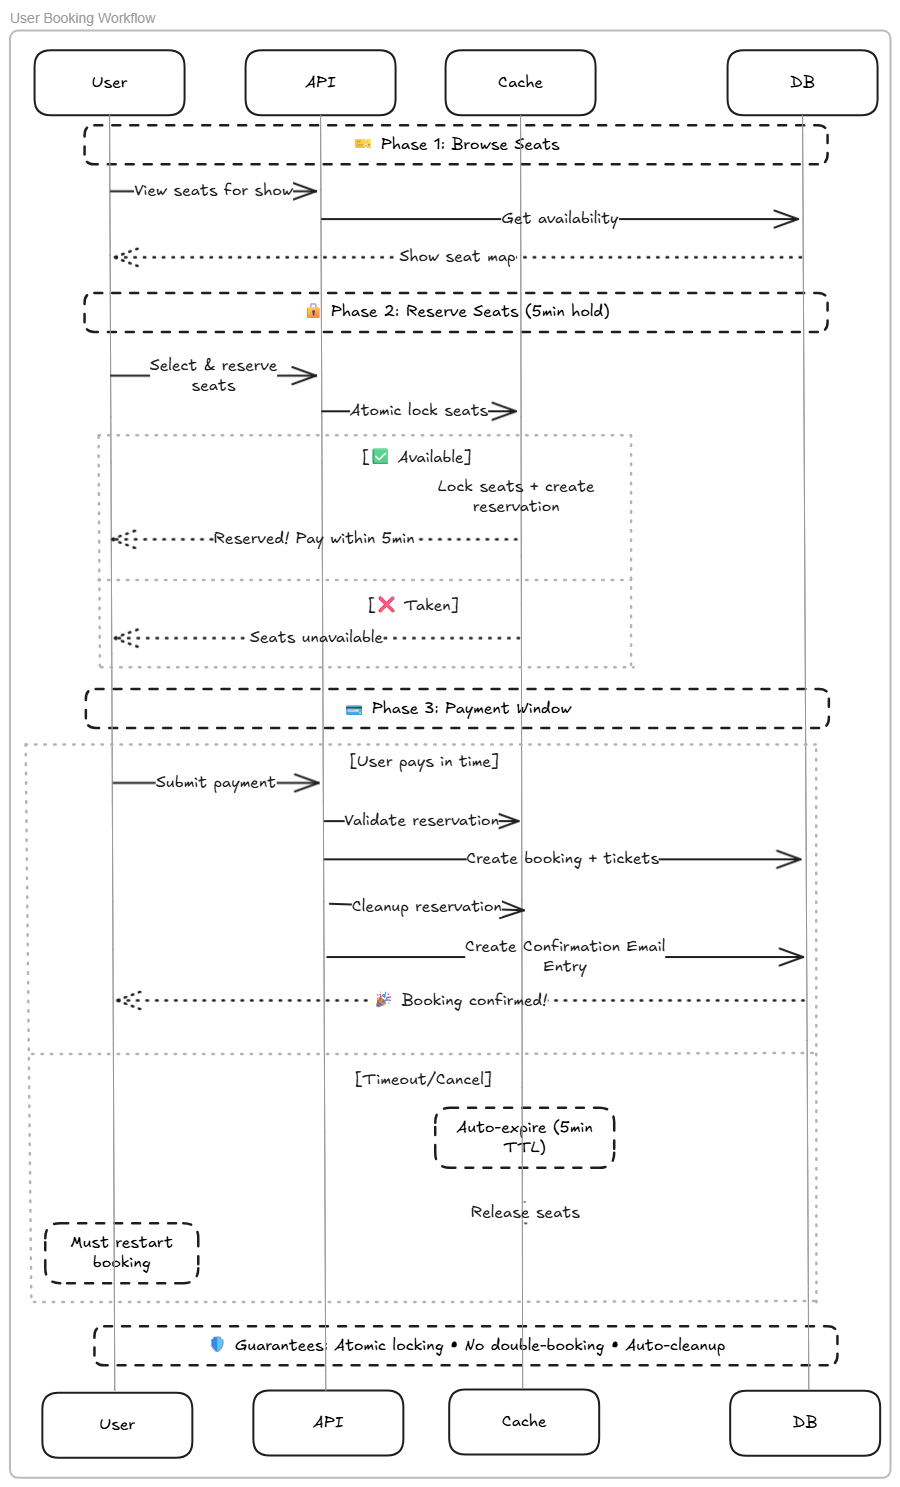 User Booking Workflow
User
API
Cache
DB
🎫 Phase 1: Browse Seats
View seats for show
Get availability
Show seat map
🔒 Phase 2: Reserve Seats (5min hold)
Select & reserve
seats
Atomic lock seats
[✅ Available]
Lock seats + create
reservation
Reserved! Pay within 5min
[❌ Taken]
Seats unavailable
💳 Phase 3: Payment Window
[User pays in time]
Submit payment
Validate reservation
Create booking + tickets
Cleanup reservation
Create Confirmation Email
Entry
🎉 Booking confirmed!
[Timeout/Cancel]
Auto-expire (5min
TTL)
Release seats
Must restart
booking
🛡️ Guarantees: Atomic locking • No double-booking • Auto-cleanup
User
API
Cache
DB